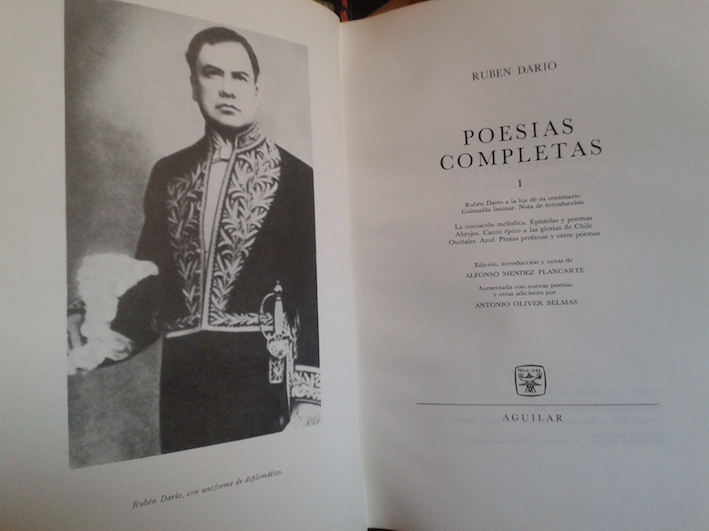 Rubén Darío, con uniforme de diplomático.
RUBEN DARIO
POESIAS
COMPLETAS
I
Rubén Darío a la luz de su centenario
Guirnalda liminar. Nota de introducción
La iniciación melódica. Epístolas y poemas
Abrojos. Canto épico a las glorias de Chile
Otoñales. Azul. Prosas profanas y otros poemas
Edición, introducción y notas de
ALFONSO MENDEZ PLANCARTE
Aumentada con nuevas poesías
y otras adiciones por
ANTONIO OLIVER BELMAS
AGUILAR